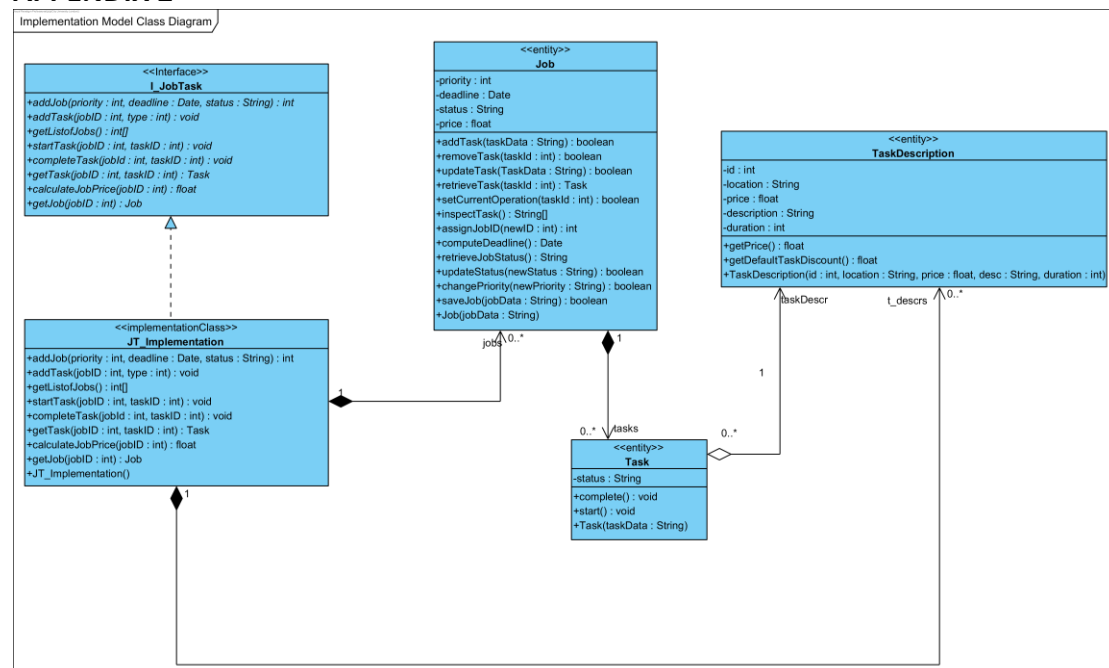 Implementation Model Class Diagram
<<Interface>>
I_JobTask
+addJob(priority : int, deadline : Date, status : String) : int
+addTask(jobID : int, type : int) : void
+getListofJobs() : int[]
+startTask(jobID : int, taskID : int) : void
+completeTask(jobId : int, taskID : int) : void
+getTask(jobID : int, taskID : int) : Task
+calculateJobPrice(jobID : int) : float
+getJob(jobID : int) : Job
<<entity>>
Job
-priority : int
-deadline : Date
-status : String
-price : float
+addTask(taskData : String) : boolean
+removeTask(taskId : int) : boolean
+updateTask(TaskData : String) : boolean
+retrieveTask(taskId : int) : Task
+setCurrentOperation(taskId : int) : boolean
+inspectTask() : String[]
+assignJobID(newID : int) : int
+computeDeadline() : Date
+retrieveJobStatus() : String
+updateStatus(newStatus : String) : boolean
+changePriority(newPriority : String) : boolean
+saveJob(jobData : String) : boolean
+Job(jobData : String)
<<entity>>
TaskDescription
-id : int
-location : String
-price : float
-description : String
-duration : int
+getPrice() : float
+getDefaultTaskDiscount() : float
+TaskDescription(id : int, location : String, price : float, desc : String, duration : int)
<<implementationClass>>
JT_Implementation
+addJob(priority : int, deadline : Date, status : String) : int
+addTask(jobID : int, type : int) : void
+getListofJobs() : int[]
+startTask(jobID : int, taskID : int) : void
+completeTask(jobId : int, taskID : int) : void
+getTask(jobID : int, taskID : int) : Task
+calculateJobPrice(jobID : int) : float
+getJob(jobID : int) : Job
+JT_Implementation()
1
jobs 0..*
1
taskDescr
t_descrs 0..*
1
0..* tasks
0..*
<<entity>>
Task
-status : String
+complete() : void
+start() : void
+Task(taskData : String)
1